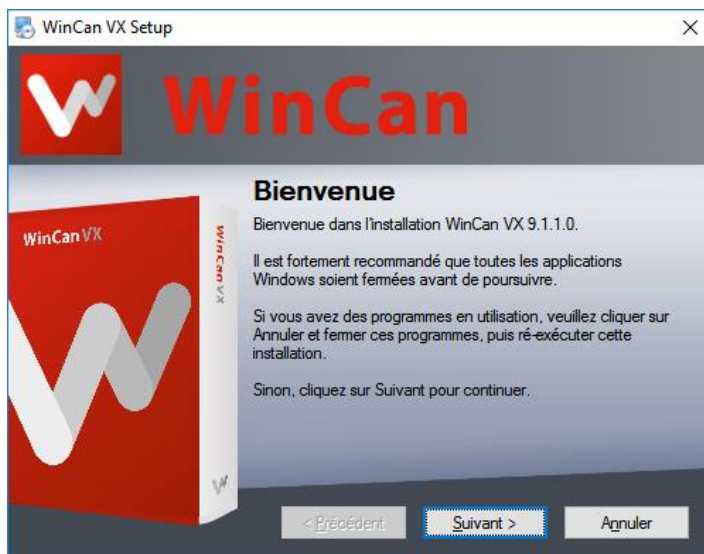 WinCan VX Setup
WinCan
WinCan VX
WinCan VX
Bienvenue
Bienvenue dans l'installation WinCan VX 9.1.1.0.
Il est fortement recommandé que toutes les applications
Windows soient fermées avant de poursuivre.
Si vous avez des programmes en utilisation, veuillez cliquer sur
Annuler et fermer ces programmes, puis ré-exécuter cette
installation.
Sinon, cliquez sur Suivant pour continuer.
< Précédent
Suivant >
Annuler